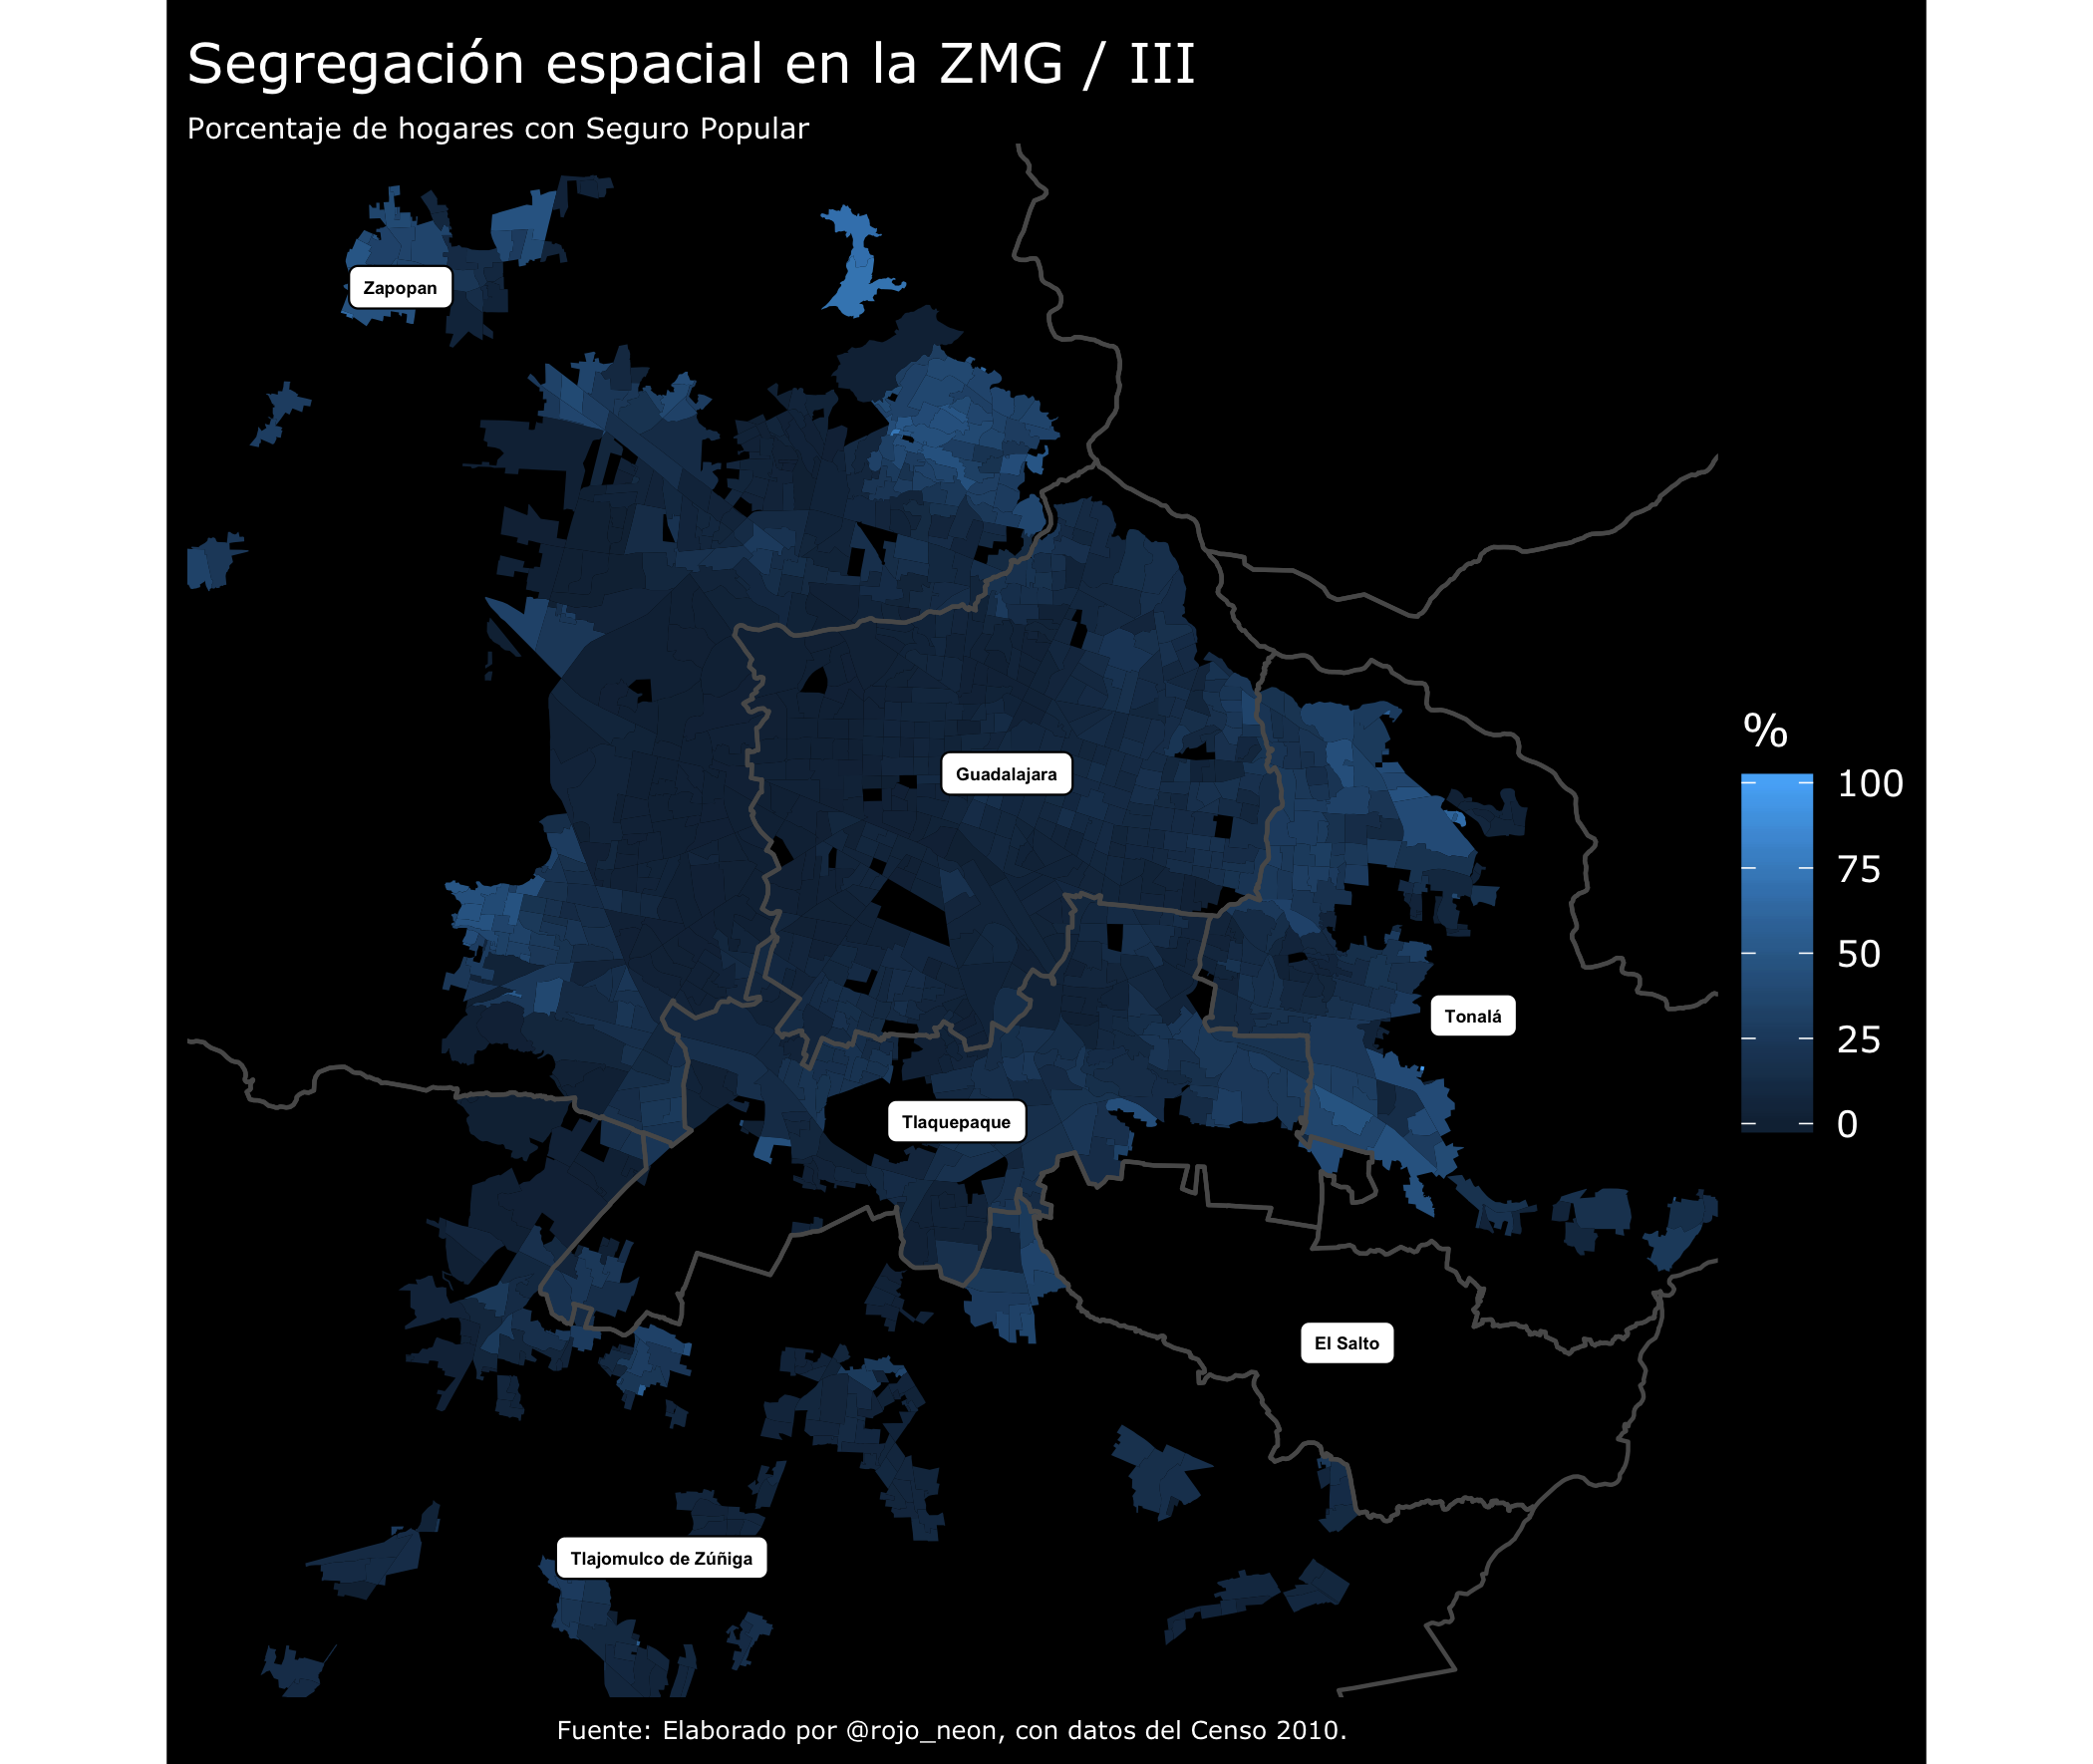 Segregación espacial en la ZMG / III
Porcentaje de hogares con Seguro Popular
Zapopan
Guadalajara
Tonalá
Tlaquepaque
El Salto
Tlajomulco de Zúñiga
%
100
75
50
25
0
Fuente: Elaborado por @rojo_neon, con datos del Censo 2010.